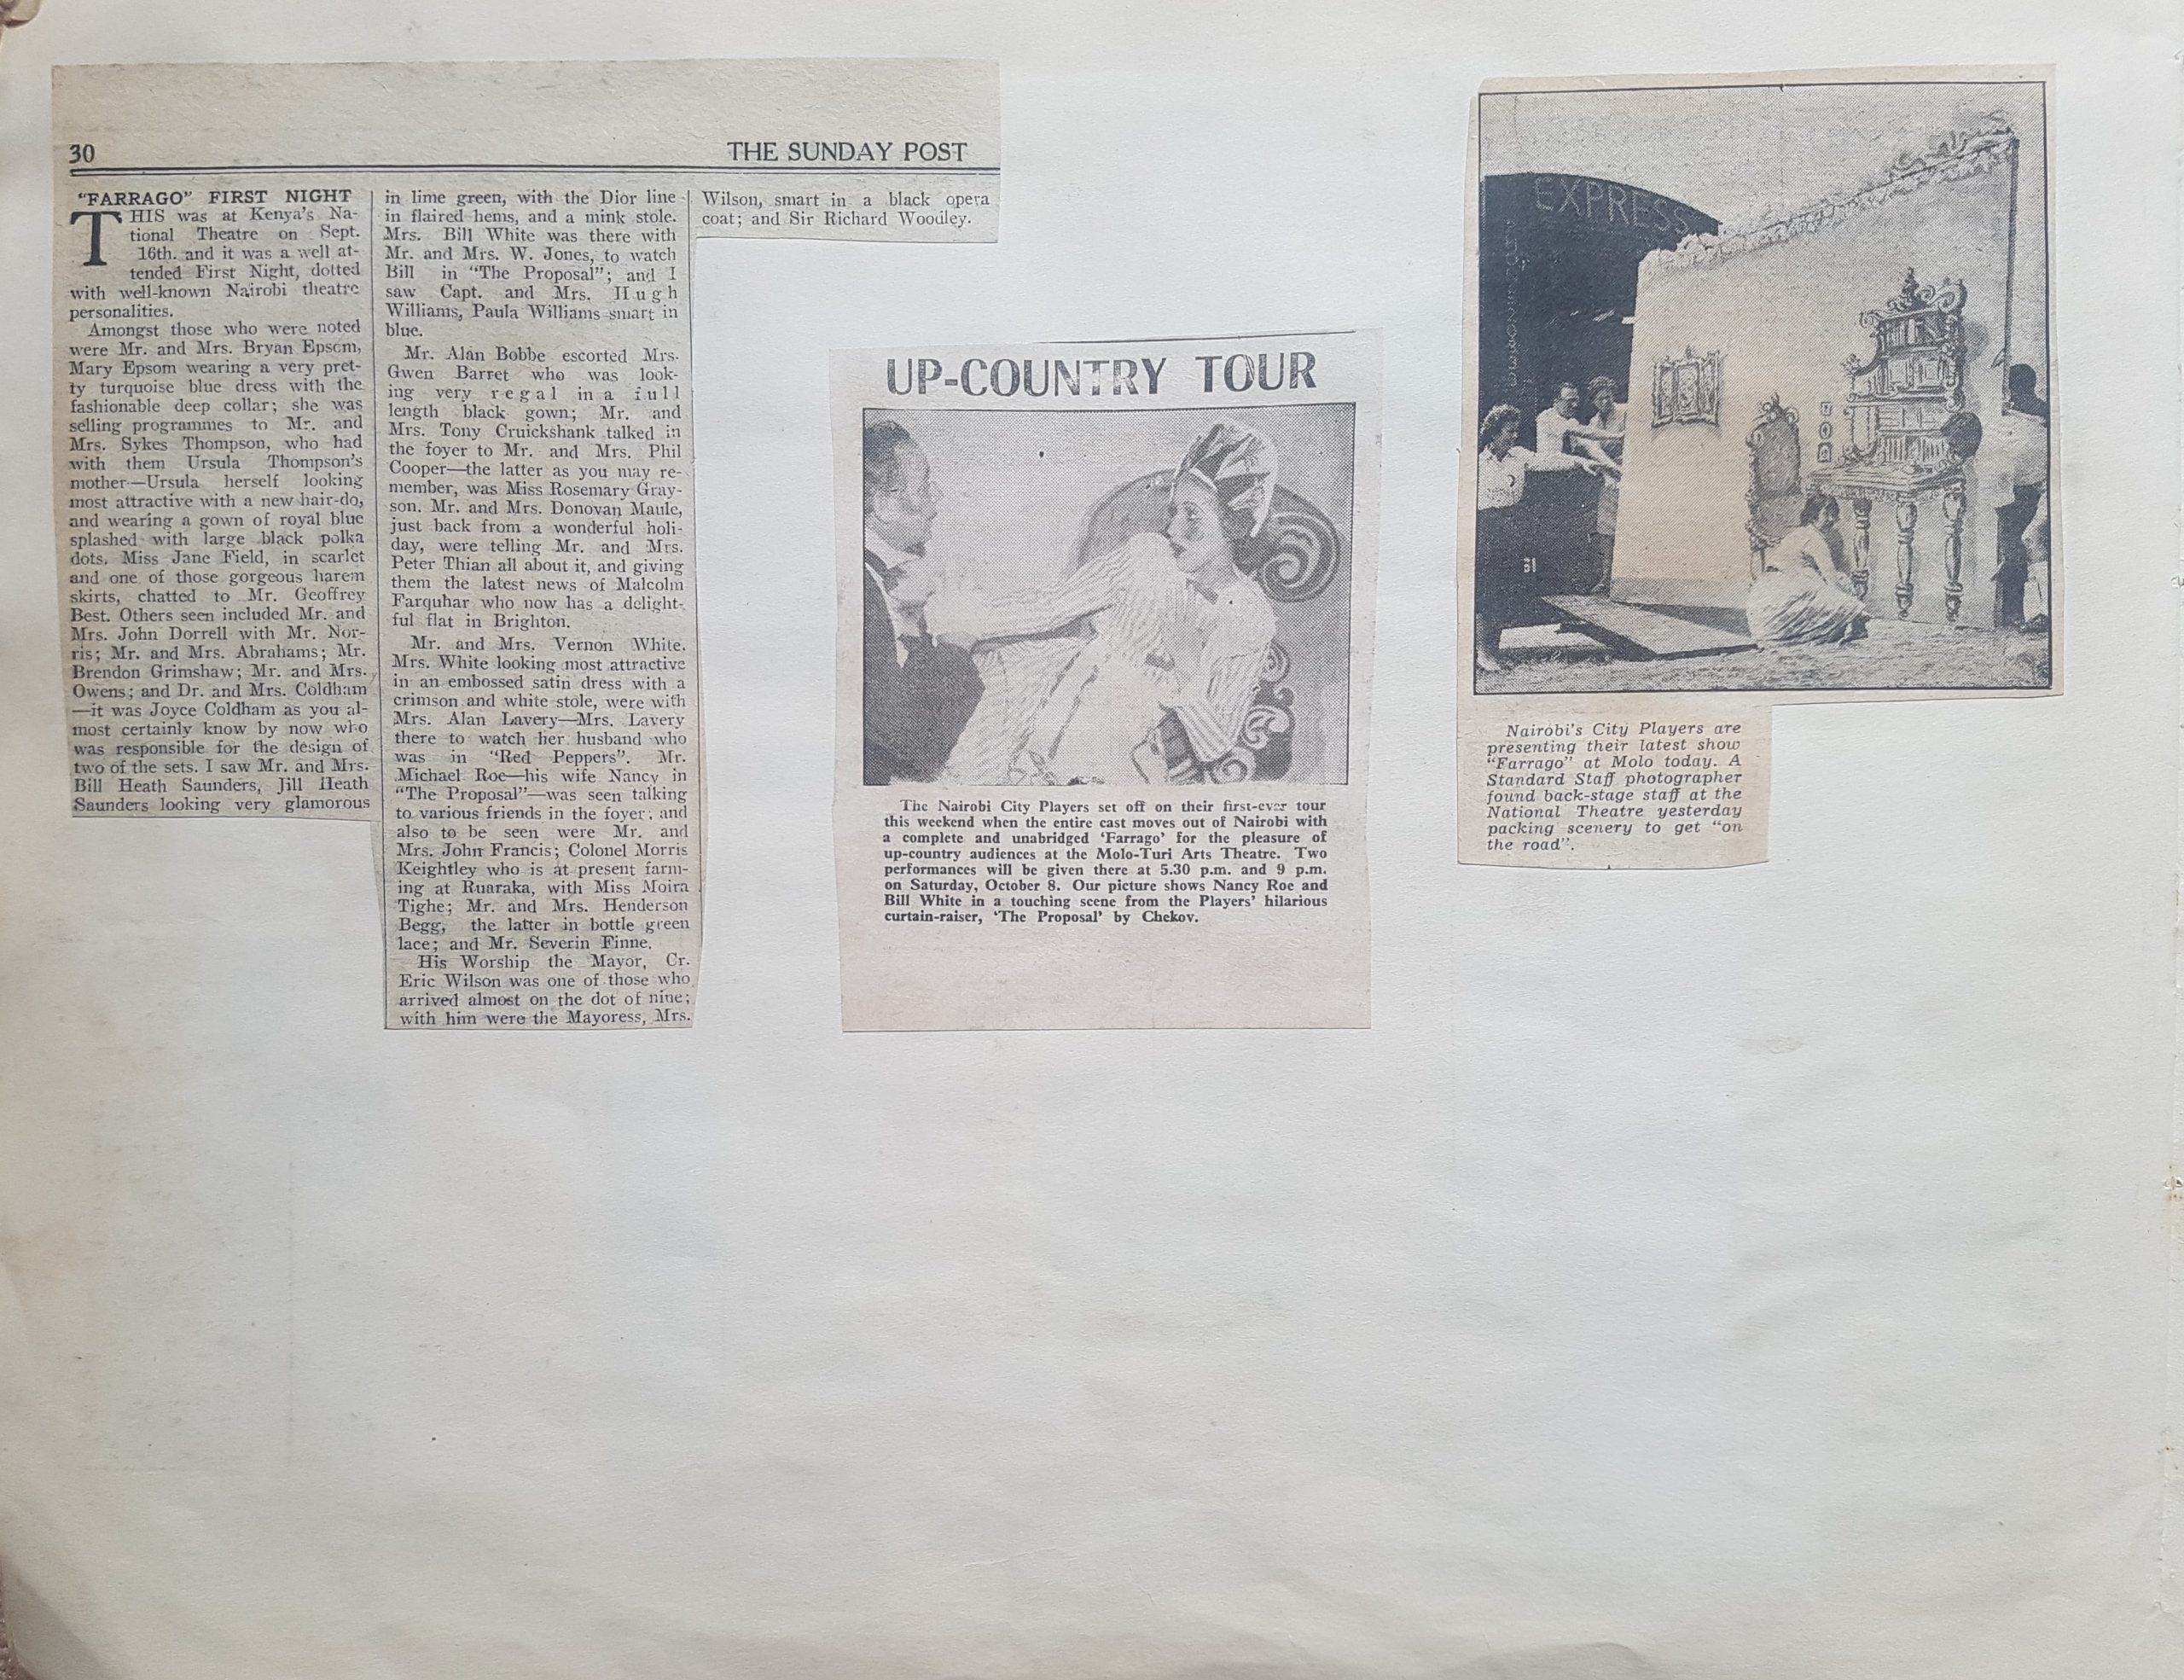 30
THE SUNDAY POST
"FARRAGO" FIRST NIGHT
THIS was at Kenya's Na-
tional Theatre on Sept.
16th. and it was a well at-
tended First Night, dotted
with well-known Nairobi theatre
personalities.
Amongst those who were noted
were Mr. and Mrs. Bryan Epsom,
Mary Epsom wearing a very pret-
ty turquoise blue dress with the
fashionable deep collar; she was
selling programmes to Mr. and
Mrs. Sykes Thompson, who had
with them Ursula Thompson's
mother—Ursula herself looking
most attractive with a new hair-do,
and wearing a gown of royal blue
splashed with large black polka
dots. Miss Jane Field, in scarlet
and one of those gorgeous harem
skirts, chatted to Mr. Geoffrey
Best. Others seen included Mr. and
Mrs. John Dorrell with Mr. Nor-
ris; Mr. and Mrs. Abrahams; Mr.
Brendon Grimshaw; Mr. and Mrs.
Owens; and Dr. and Mrs. Coldham
—it was Joyce Coldham as you al-
most certainly know by now who
was responsible for the design of
two of the sets. I saw Mr. and Mrs.
Bill Heath Saunders, Jill Heath
Saunders looking very glamorous
in lime green, with the Dior line
in flaired hems, and a mink stole.
Mrs. Bill White was there with
Mr. and Mrs. W. Jones, to watch
Bill in "The Proposal"; and I
saw Capt. and Mrs. Hugh
Williams, Paula Williams smart in
blue.
Mr. Alan Bobbe escorted Mrs.
Gwen Barret who was look-
ing very regal in a full
length black gown; Mr. and
Mrs. Tony Cruickshank talked in
the foyer to Mr. and Mrs. Phil
Cooper—the latter as you may re-
member, was Miss Rosemary Gray-
son. Mr. and Mrs. Donovan Maule,
just back from a wonderful holi-
day, were telling Mr. and Mrs.
Peter Thian all about it, and giving
them the latest news of Malcolm
Farquhar who now has a delight-
ful flat in Brighton.
Mr. and Mrs. Vernon White.
Mrs. White looking most attractive
in an embossed satin dress with a
crimson and white stole, were with
Mrs. Alan Lavery—Mrs. Lavery
there to watch her husband who
was in "Red Peppers". Mr.
Michael Roe—his wife Nancy in
"The Proposal"—was seen talking
to various friends in the foyer; and
also to be seen were Mr. and
Mrs. John Francis; Colonel Morris
Keightley who is at present farm-
ing at Ruaraka, with Miss Moira
Tighe; Mr. and Mrs. Henderson
Begg, the latter in bottle green
lace; and Mr. Severin Finne.
His Worship the Mayor, Cr.
Eric Wilson was one of those who
arrived almost on the dot of nine;
with him were the Mayoress, Mrs.
Wilson, smart in a black opera
coat; and Sir Richard Woodley.
UP-COUNTRY TOUR
The Nairobi City Players set off on their first-ever tour
this weekend when the entire cast moves out of Nairobi with
a complete and unabridged 'Farrago' for the pleasure of
up-country audiences at the Molo-Turi Arts Theatre. Two
performances will be given there at 5.30 p.m. and 9 p.m.
on Saturday, October 8. Our picture shows Nancy Roe and
Bill White in a touching scene from the Players' hilarious
curtain-raiser, 'The Proposal' by Chekov.
EXPRESS
Nairobi's City Players are
presenting their latest show
"Farrago" at Molo today. A
Standard Staff photographer
found back-stage staff at the
National Theatre yesterday
packing scenery to get "on
the road".